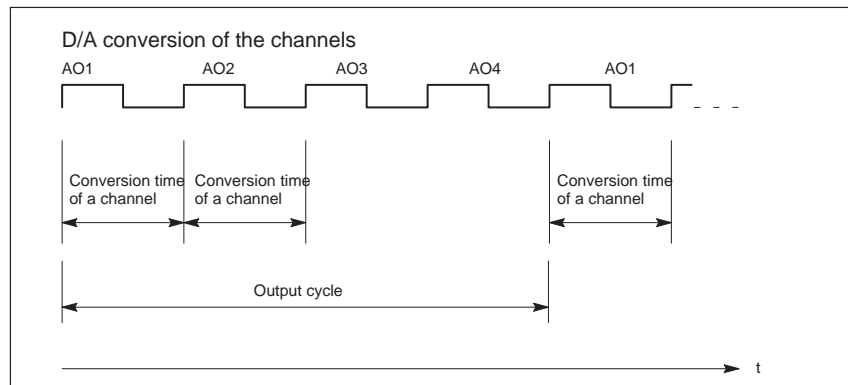 D/A conversion of the channels
AO1 AO2 AO3 AO4 AO1
Conversion time
of a channel
Conversion time
of a channel
Conversion time
of a channel
Output cycle
t